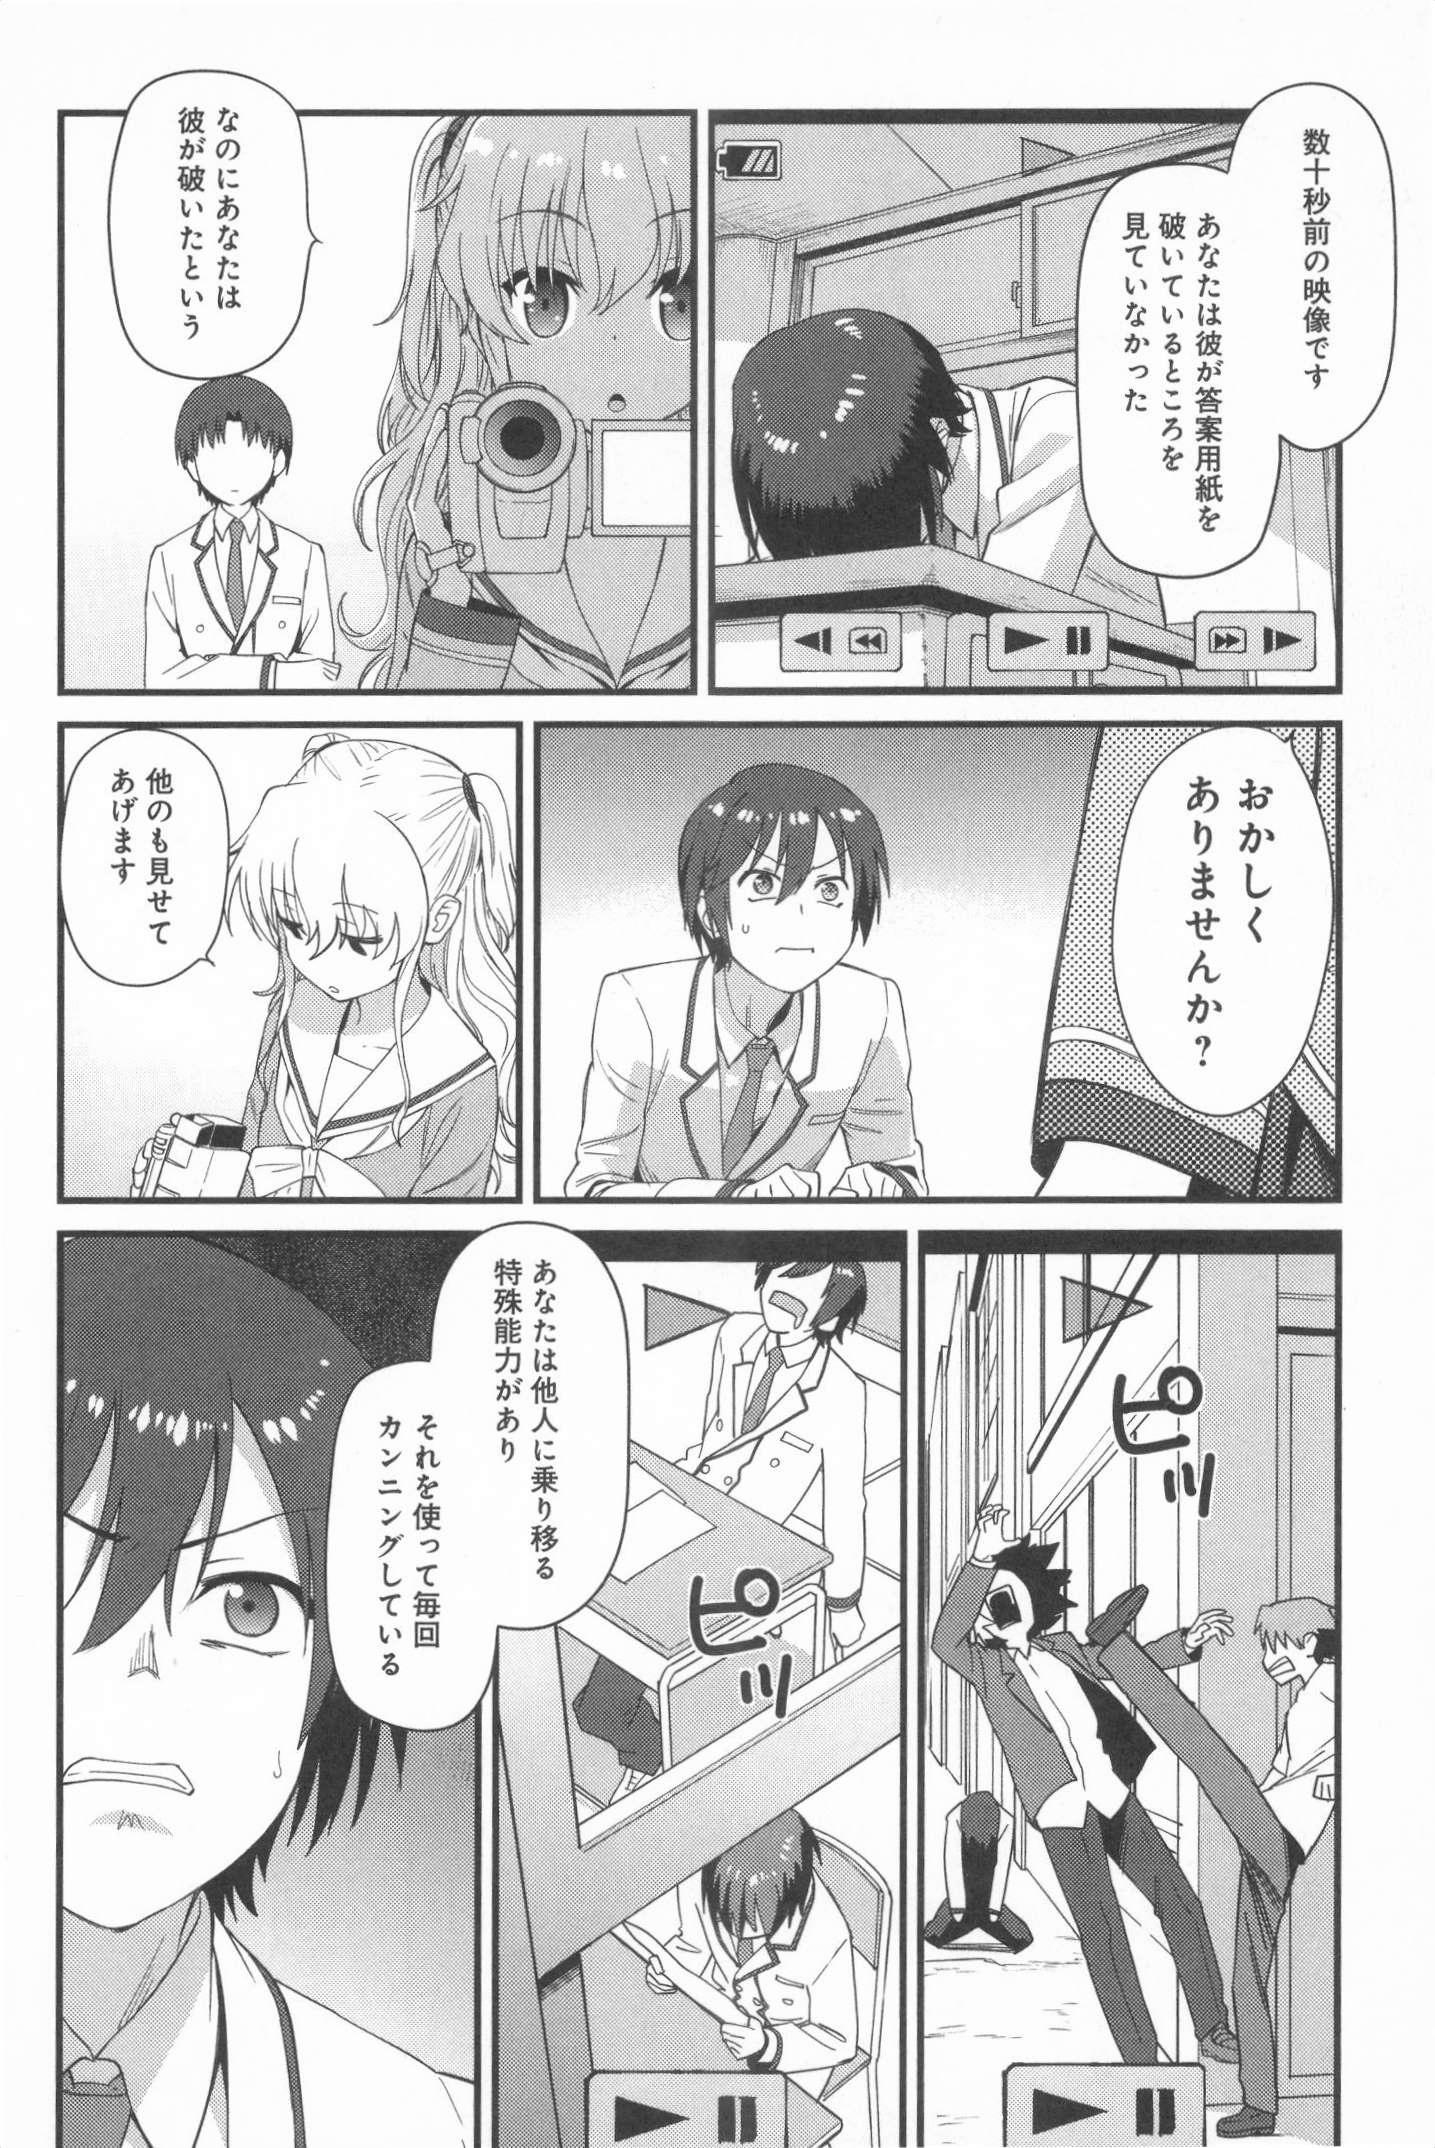 数十秒前の映像です
あなたは彼が答案用紙を
破いているところを
見ていなかった
なのにあなたは
彼が破いたという
おかしく
ありませんか?
他のも見せて
あげます
ピッ
ピッ
あなたは他人に乗り移る
特殊能力があり
それを使って毎回
カンニングしている